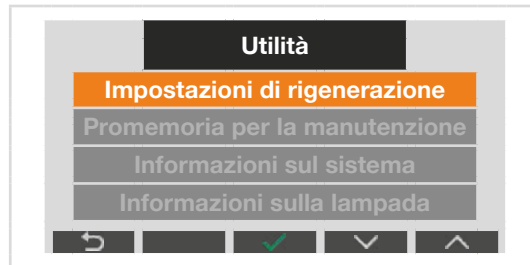 Utilità
Impostazioni di rigenerazione
Promemoria per la manutenzione
Informazioni sul sistema
Informazioni sulla lampada